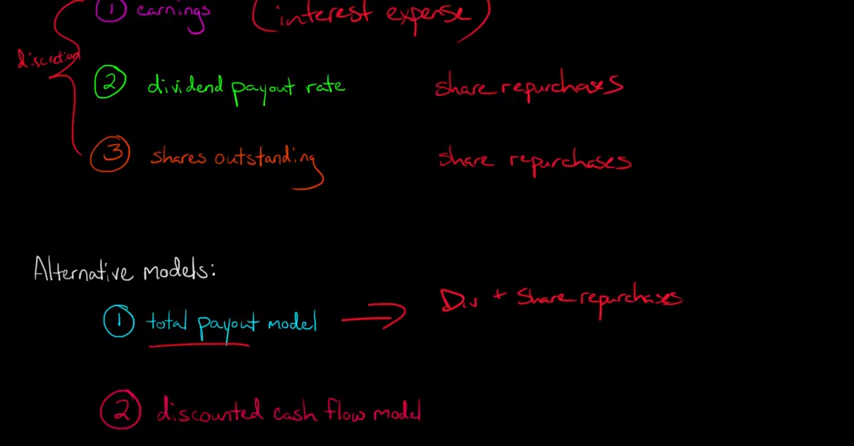 ① earnings (interest expense)
discretion
② dividend payout rate share repurchases
③ shares outstanding share repurchases
Alternative models:
① total payout model → Div + Share repurchases
② discounted cash flow model